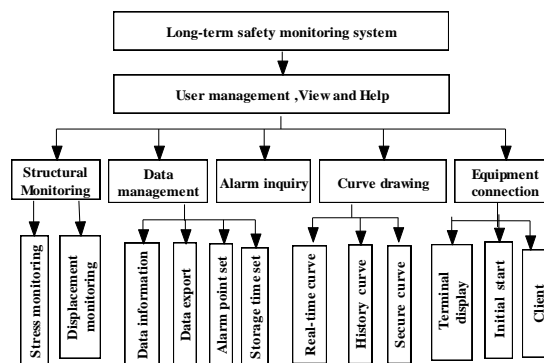 Long-term safety monitoring system
User management ,View and Help
Structural
Monitoring
Data
management
Alarm inquiry
Curve drawing
Equipment
connection
Stress monitoring
Displacement
monitoring
Data information
Data export
Alarm point set
Storage time set
Real-time curve
History curve
Secure curve
Terminal
display
Initial start
Client